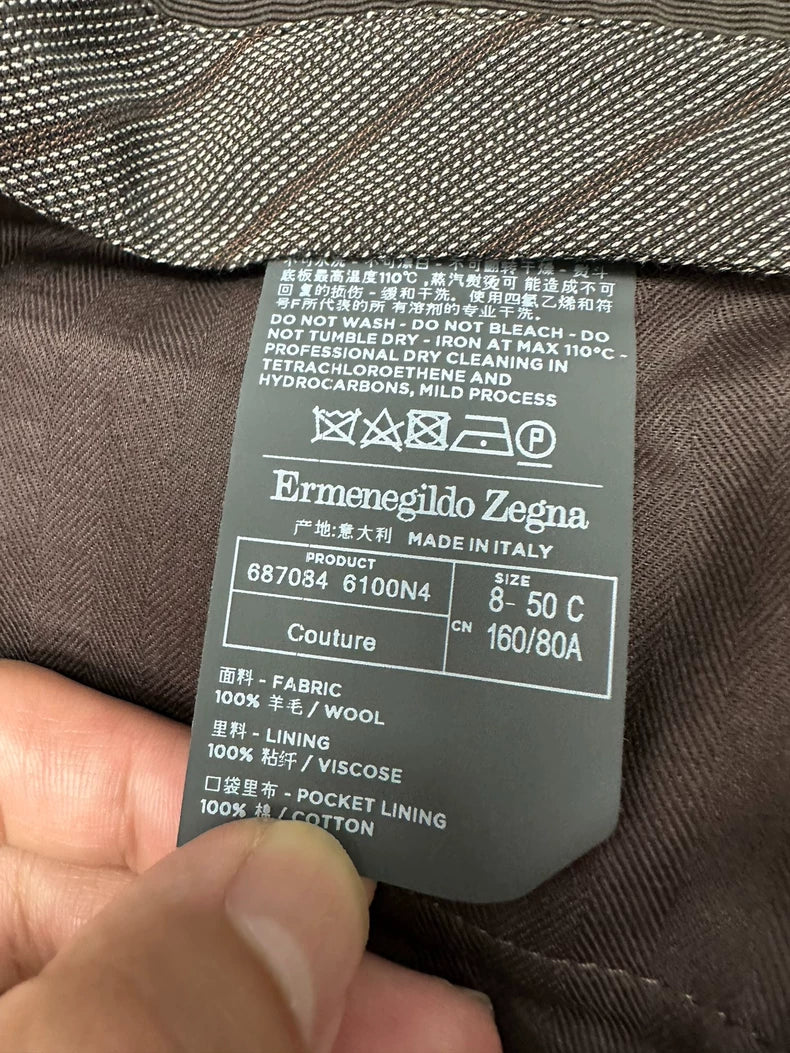 底板最高温度110℃,蒸汽熨烫可 能造成不可
回 复的损伤 - 缓和干洗. 使用四氯乙烯和符
号F所代表的所 有溶剂的专业干洗.
DO NOT WASH - DO NOT BLEACH - DO
NOT TUMBLE DRY - IRON AT MAX 110°C -
PROFESSIONAL DRY CLEANING IN
TETRACHLOROETHENE AND
HYDROCARBONS, MILD PROCESS
P
Ermenegildo Zegna
产地:意大利 MADE IN ITALY
PRODUCT
687084 6100N4
Couture
SIZE
8- 50 C
CN 160/80A
面料 - FABRIC
100% 羊毛 / WOOL
里料 - LINING
100% 粘纤 / VISCOSE
口袋里布 - POCKET LINING
100% 棉 / COTTON